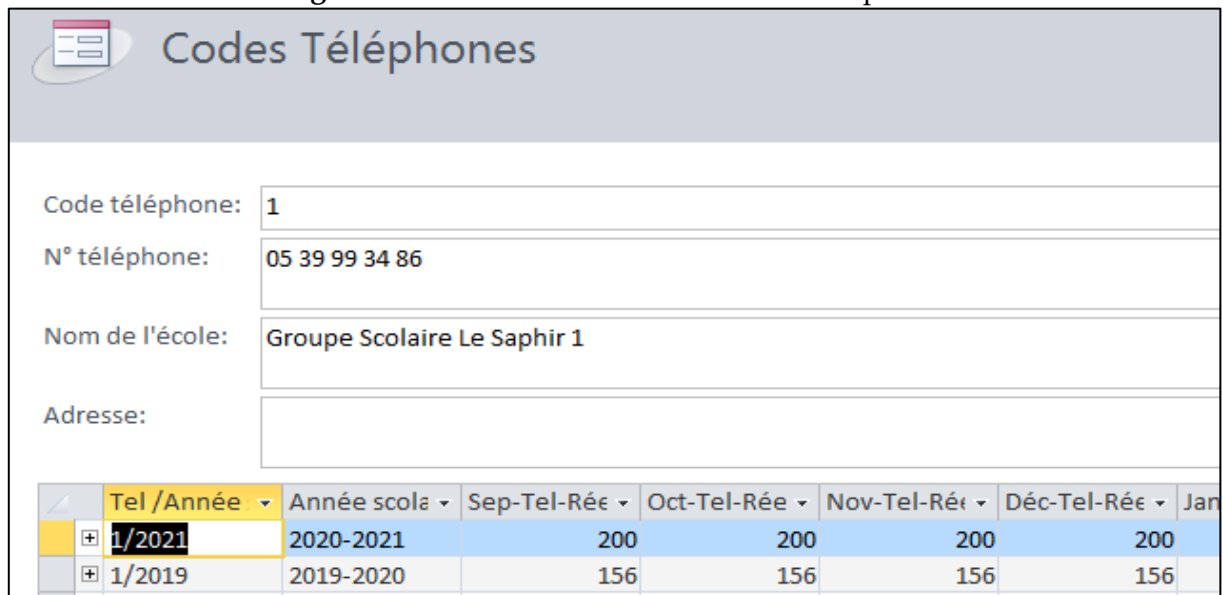 Codes Téléphones
Code téléphone: 1
N° téléphone: 05 39 99 34 86
Nom de l'école: Groupe Scolaire Le Saphir 1
Adresse:
Tel /Année Année scola Sep-Tel-Rée Oct-Tel-Rée Nov-Tel-Rée Déc-Tel-Rée Jan
1/2021 2020-2021 200 200 200 200
1/2019 2019-2020 156 156 156 156